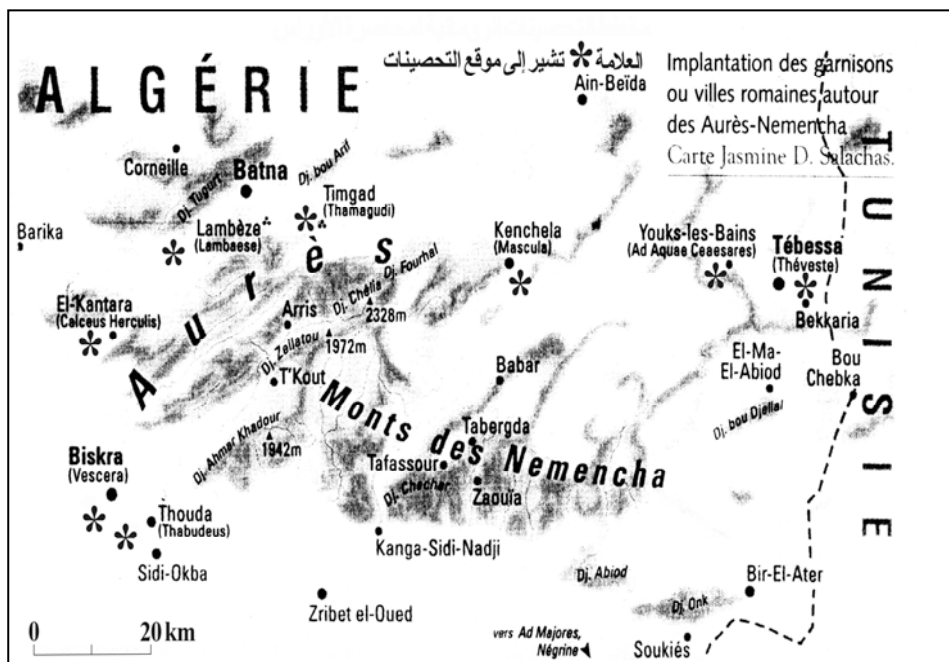 ALGÉRIE
العلامة * تشير إلى موقع التحصينات
Implantation des garnisons
ou villes romaines autour
des Aurès-Nemencha
Carte Jasmine D. Salachas.
TUNISIE
Ain-Beïda
Corneille
Batna
Dj. Tugurt
Dj. bou Arif
Timgad
(Thamagudi)
Barika
Lambèze
(Lambaese)
Kenchela
(Mascula)
Youks-les-Bains
(Ad Aquae Ceaesares)
Tébessa
(Théveste)
Bekkaria
El-Kantara
(Calceus Herculis)
Aurès
Dj. Fourhal
Dj. Chélia
2328m
Arris
Dj. Zellatou
1972m
T'Kout
Babar
El-Ma-
El-Abiod
Bou
Chebka
Dj. bou Djellal
Monts des Nemencha
Dj. Ahmar Khadour
1942m
Tabergda
Tafassour
Dj. Chechar
Zaouïa
Biskra
(Vescera)
Thouda
(Thabudeus)
Sidi-Okba
Kanga-Sidi-Nadji
Dj. Abiod
Bir-El-Ater
Dj. Onk
Zribet el-Oued
Soukiés
vers Ad Majores,
Négrine
0 20 km